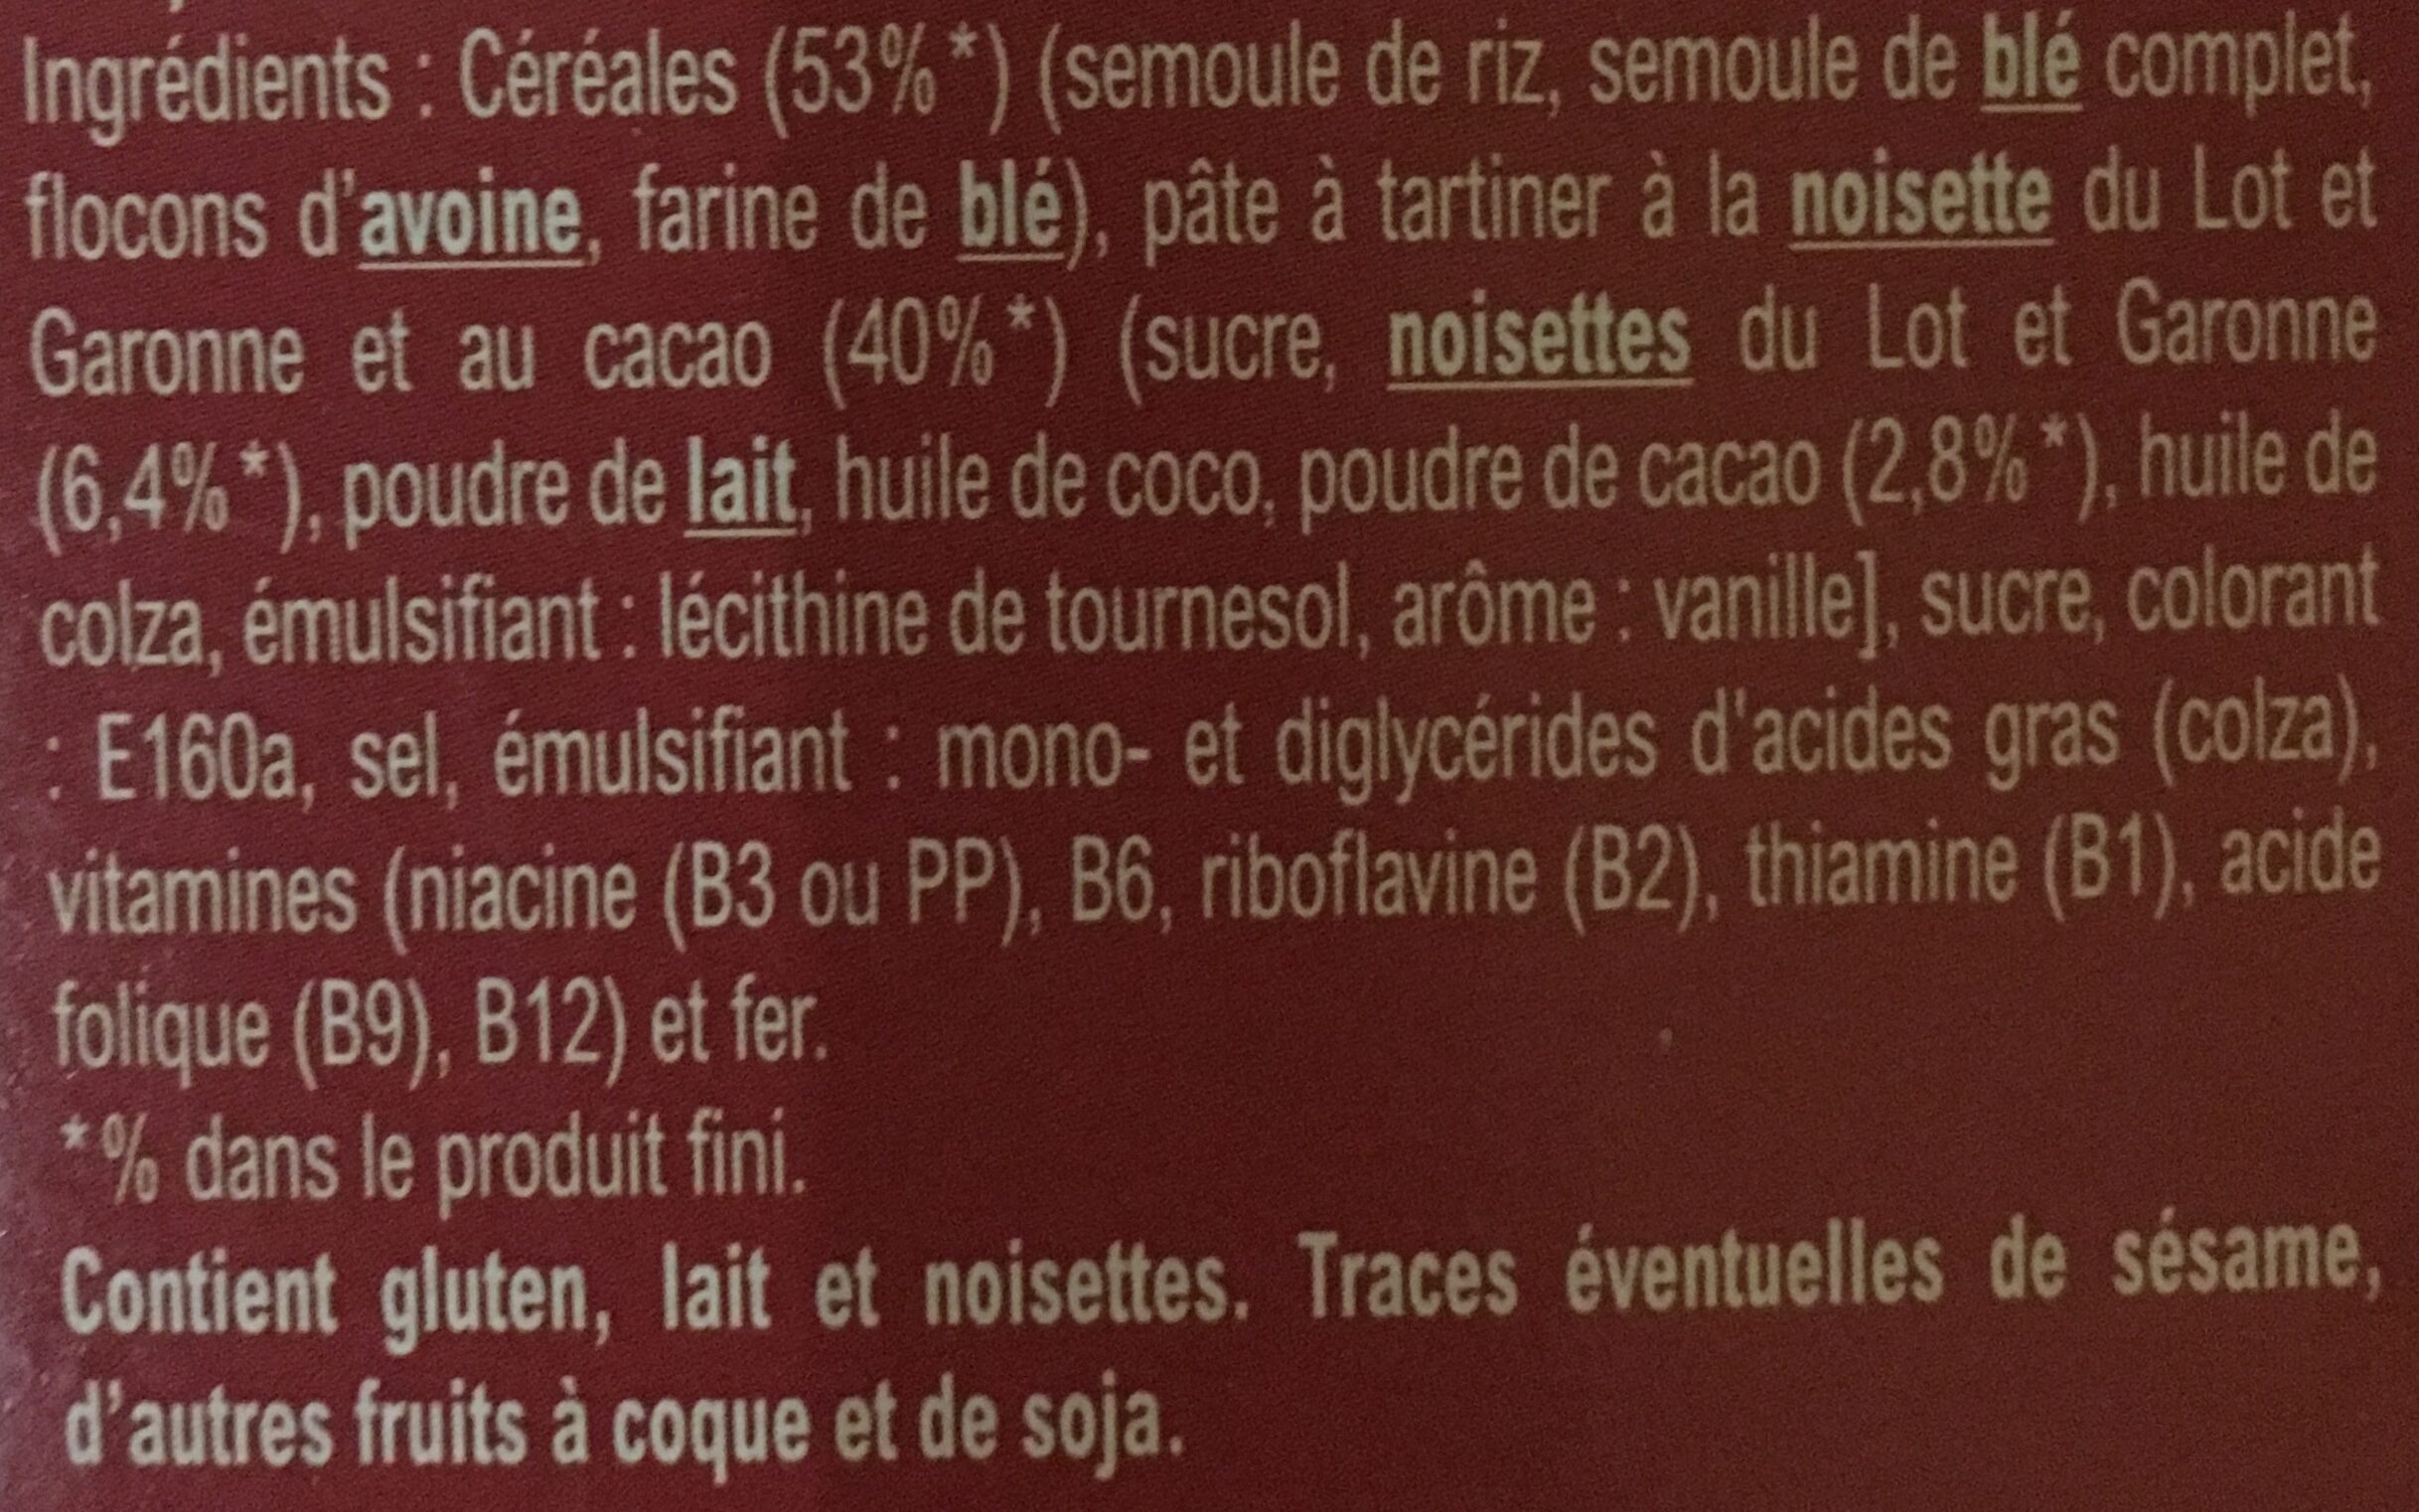 Ingrédients : Céréales (53%*) (semoule de riz, semoule de blé complet,
flocons d'avoine, farine de blé), pâte à tartiner à la noisette du Lot et
Garonne et au cacao (40%*) (sucre, noisettes du Lot et Garonne
(6,4%*), poudre de lait, huile de coco, poudre de cacao (2,8%*), huile de
colza, émulsifiant : lécithine de tournesol, arôme : vanille], sucre, colorant
: E160a, sel, émulsifiant : mono- et diglycérides d'acides gras (colza),
vitamines (niacine (B3 ou PP), B6, riboflavine (B2), thiamine (B1), acide
folique (B9), B12) et fer.
*% dans le produit fini.
Contient gluten, lait et noisettes. Traces éventuelles de sésame,
d'autres fruits à coque et de soja.